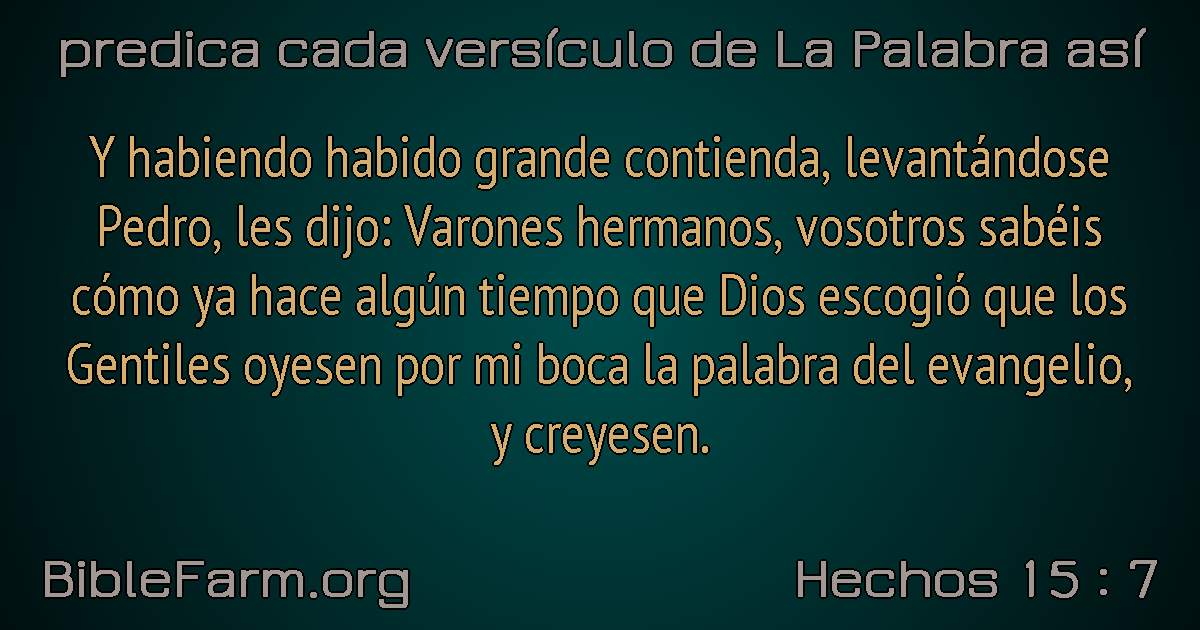 predica cada versículo de La Palabra así
Y habiendo habido grande contienda, levantándose
Pedro, les dijo: Varones hermanos, vosotros sabéis
cómo ya hace algún tiempo que Dios escogió que los
Gentiles oyesen por mi boca la palabra del evangelio,
y creyesen.
BibleFarm.org
Hechos 15 : 7